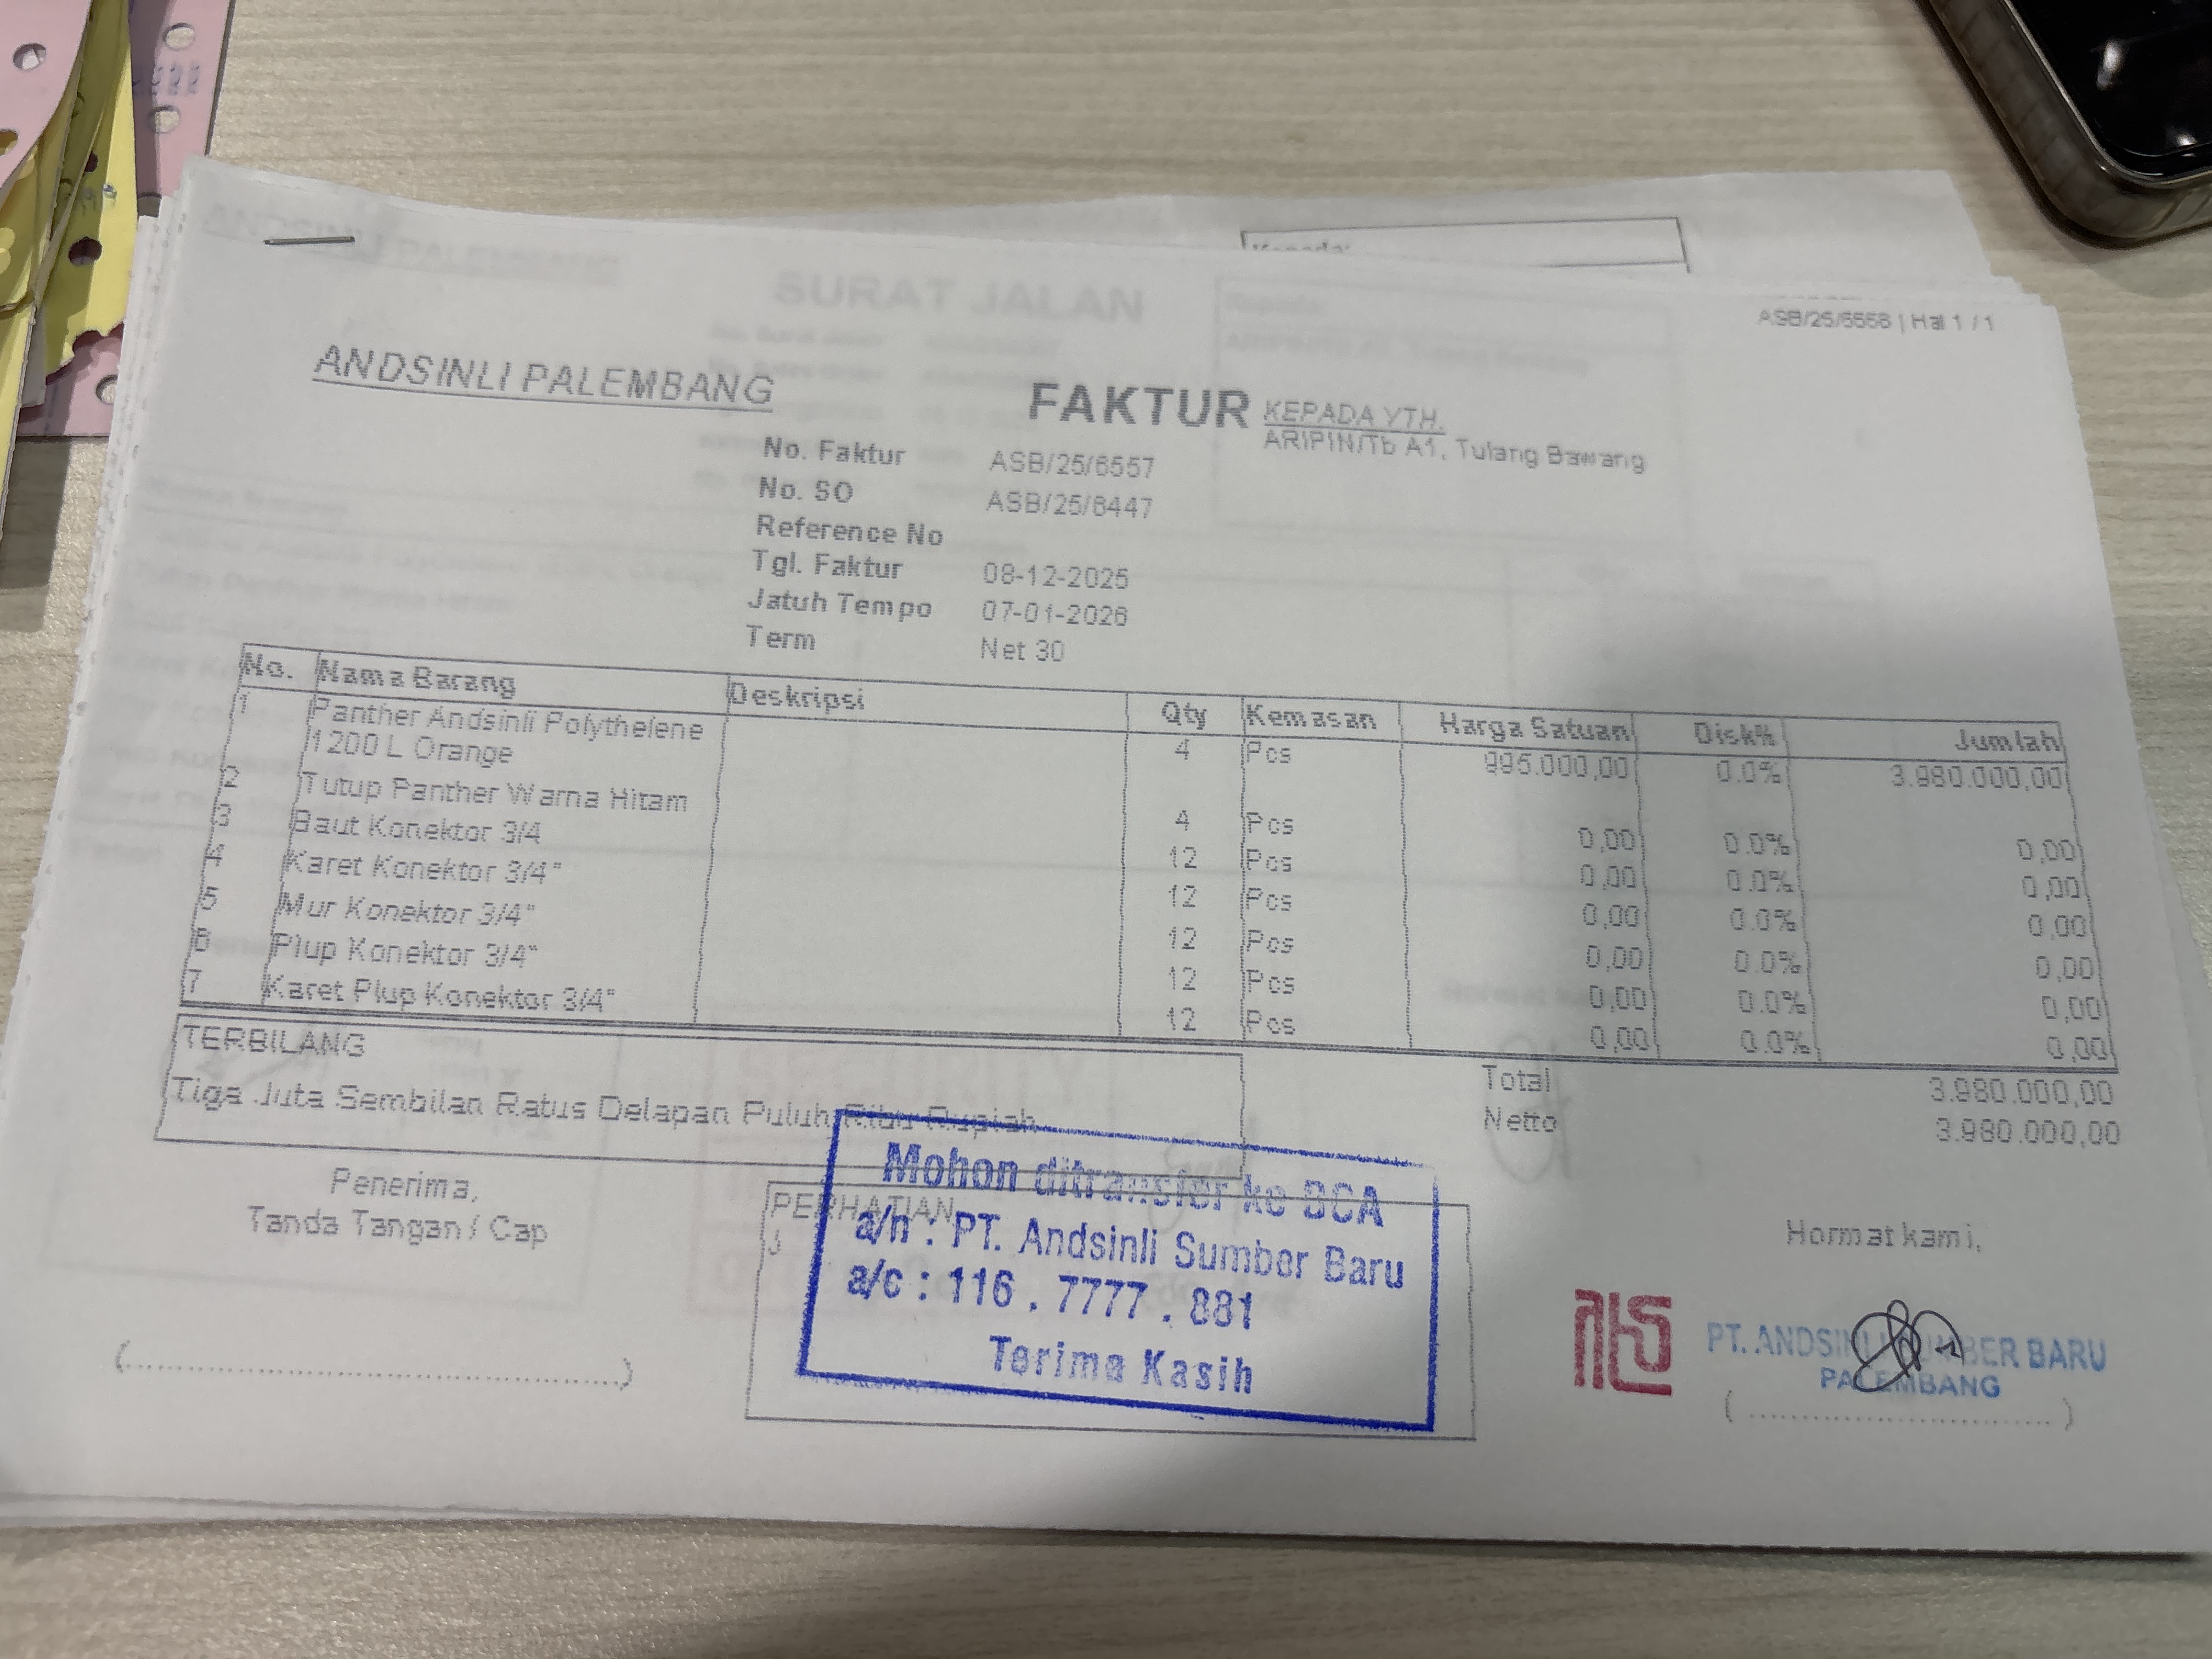 ASB/25/6558 | Hal 1 / 1
Kepada:
SURAT JALAN
ANDSINLI PALEMBANG
FAKTUR
KEPADA YTH.
ARIPIN/Tb A1, Tulang Bawang
No. Faktur ASB/25/6557
No. SO ASB/25/6447
Reference No
Tgl. Faktur 08-12-2025
Jatuh Tempo 07-01-2026
Term Net 30
No. Nama Barang Deskripsi Qty Kemasan Harga Satuan Disk% Jumlah
1 Panther Andsinli Polythelene 4 Pcs 995.000,00 0.0% 3.980.000,00
1200 L Orange
2 Tutup Panther Warna Hitam 4 Pcs 0,00 0.0% 0,00
3 Baut Konektor 3/4 12 Pcs 0,00 0.0% 0,00
4 Karet Konektor 3/4" 12 Pcs 0,00 0.0% 0,00
5 Mur Konektor 3/4" 12 Pcs 0,00 0.0% 0,00
6 Plup Konektor 3/4" 12 Pcs 0,00 0.0% 0,00
7 Karet Plup Konektor 3/4" 12 Pcs 0,00 0.0% 0,00
TERBILANG
Tiga Juta Sembilan Ratus Delapan Puluh Ribu Rupiah
Total 3.980.000,00
Netto 3.980.000,00
Penerima,
Tanda Tangan / Cap
PERHATIAN
Mohon ditransfer ke BCA
a/n : PT. Andsinli Sumber Baru
a/c : 116 . 7777 . 881
Terima Kasih
Hormat kami,
PT. ANDSINLI SUMBER BARU
PALEMBANG